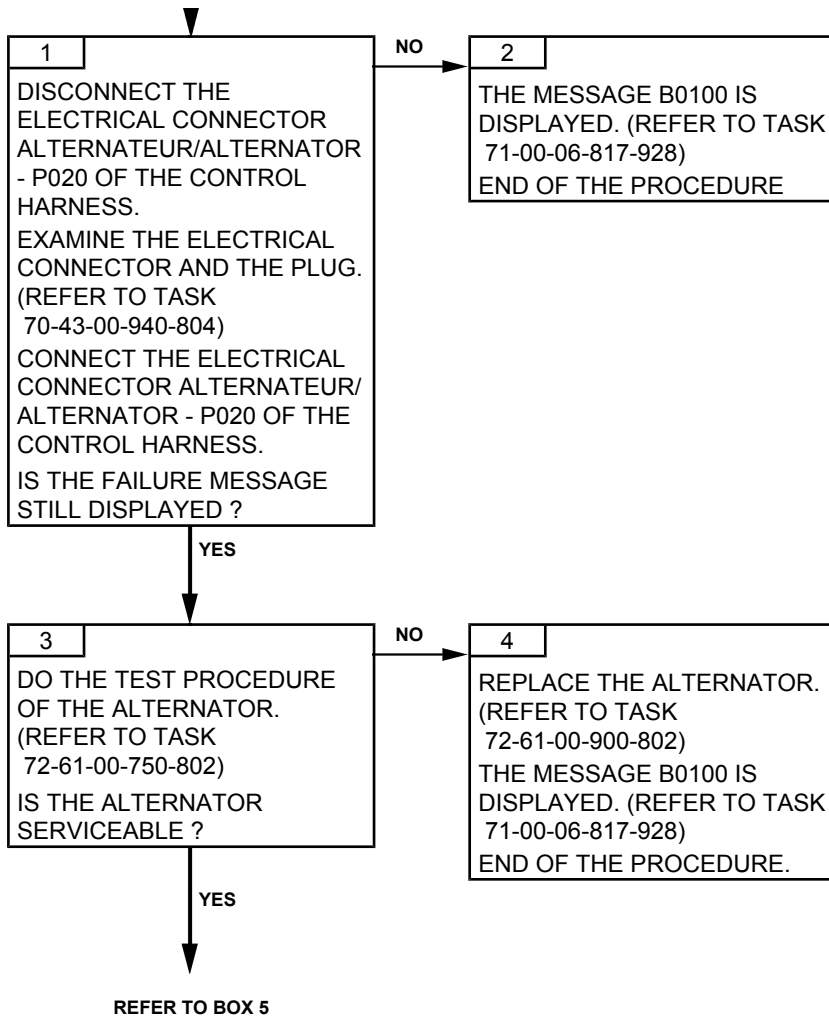 1
DISCONNECT THE
ELECTRICAL CONNECTOR
ALTERNATEUR/ALTERNATOR
- P020 OF THE CONTROL
HARNESS.
EXAMINE THE ELECTRICAL
CONNECTOR AND THE PLUG.
(REFER TO TASK
70-43-00-940-804)
CONNECT THE ELECTRICAL
CONNECTOR ALTERNATEUR/
ALTERNATOR - P020 OF THE
CONTROL HARNESS.
IS THE FAILURE MESSAGE
STILL DISPLAYED ?
NO
2
THE MESSAGE B0100 IS
DISPLAYED. (REFER TO TASK
71-00-06-817-928)
END OF THE PROCEDURE
YES
3
DO THE TEST PROCEDURE
OF THE ALTERNATOR.
(REFER TO TASK
72-61-00-750-802)
IS THE ALTERNATOR
SERVICEABLE ?
NO
4
REPLACE THE ALTERNATOR.
(REFER TO TASK
72-61-00-900-802)
THE MESSAGE B0100 IS
DISPLAYED. (REFER TO TASK
71-00-06-817-928)
END OF THE PROCEDURE.
YES
REFER TO BOX 5